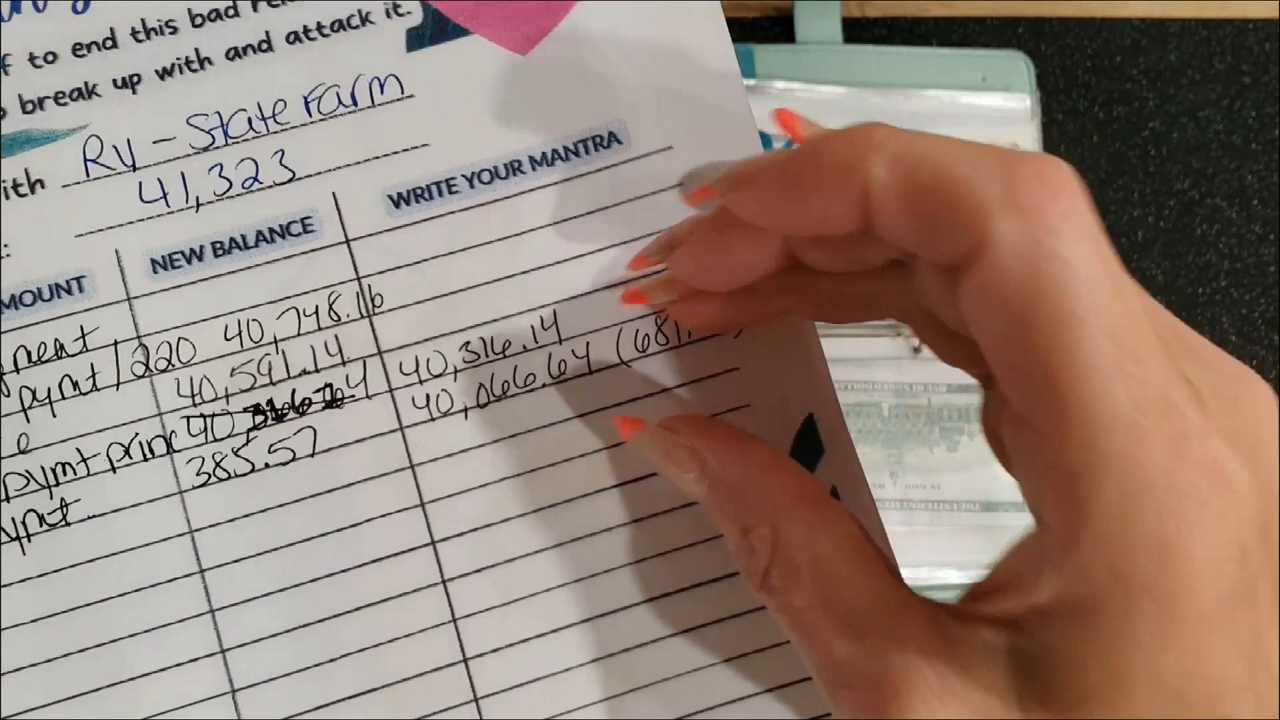 f to end this bad
break up with and attack it.
ith RV - State Farm
41,323
MOUNT NEW BALANCE WRITE YOUR MANTRA
ment 220 40,748.16
pymt / 40,591.14 40,316.14
e 40 40,066.64 (681.
pymt princ 385.57
ymt